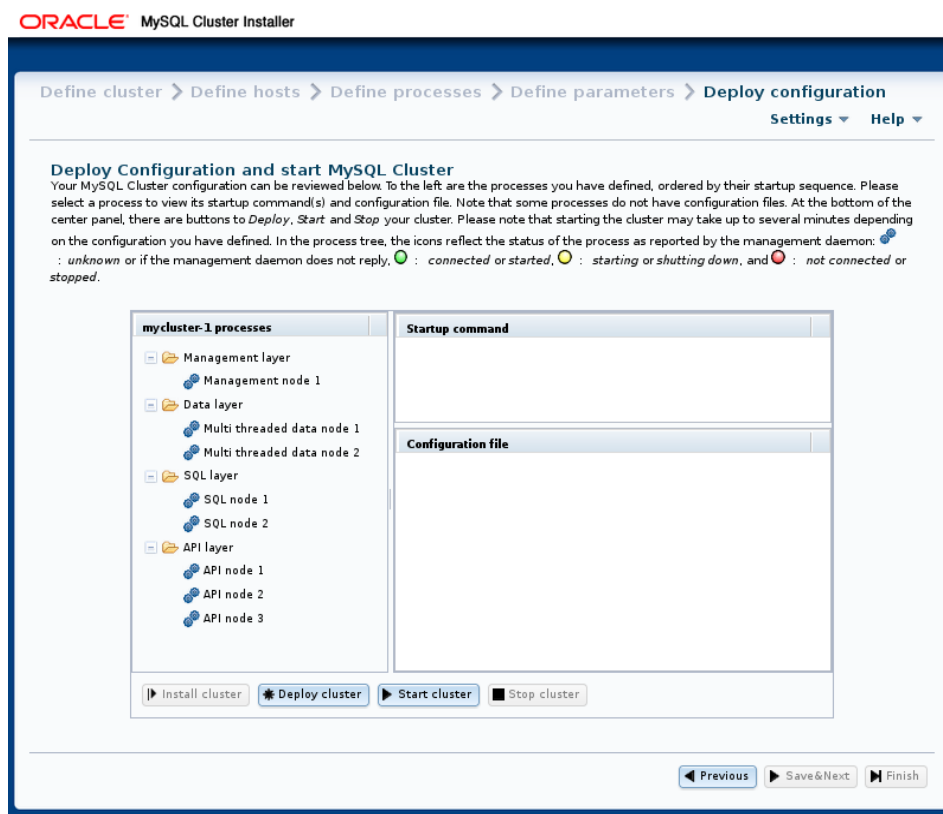 ORACLE® MySQL Cluster Installer
Define cluster > Define hosts > Define processes > Define parameters > Deploy configuration
Settings Help
Deploy Configuration and start MySQL Cluster
Your MySQL Cluster configuration can be reviewed below. To the left are the processes you have defined, ordered by their startup sequence. Please
select a process to view its startup command(s) and configuration file. Note that some processes do not have configuration files. At the bottom of the
center panel, there are buttons to Deploy, Start and Stop your cluster. Please note that starting the cluster may take up to several minutes depending
on the configuration you have defined. In the process tree, the icons reflect the status of the process as reported by the management daemon:
: unknown or if the management daemon does not reply, : connected or started, : starting or shutting down, and : not connected or
stopped.
mycluster-1 processes
Management layer
Management node 1
Data layer
Multi threaded data node 1
Multi threaded data node 2
SQL layer
SQL node 1
SQL node 2
API layer
API node 1
API node 2
API node 3
Startup command
Configuration file
Install cluster Deploy cluster Start cluster Stop cluster
Previous Save&Next Finish